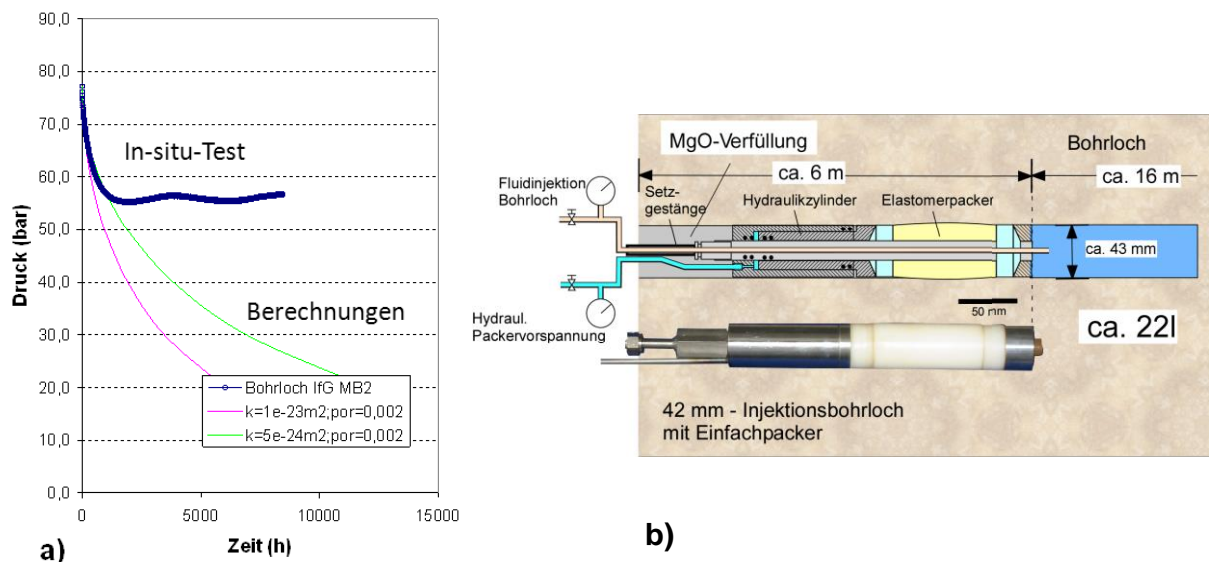 90,0
80,0
70,0
60,0
50,0
40,0
30,0
20,0
10,0
0,0
Druck (bar)
In-situ-Test
Berechnungen
Bohrloch IfG MB2
k=1e-23m2;por=0,002
k=5e-24m2;por=0,002
0 5000 10000 15000
Zeit (h)
a)
MgO-Verfüllung
Bohrloch
ca. 6 m
ca. 16 m
Fluidinjektion
Bohrloch
Setz-
gestänge
Hydraulikzylinder
Elastomerpacker
ca. 43 mm
Hydraul.
Packervorspannung
50 mm
ca. 22l
42 mm - Injektionsbohrloch
mit Einfachpacker
b)